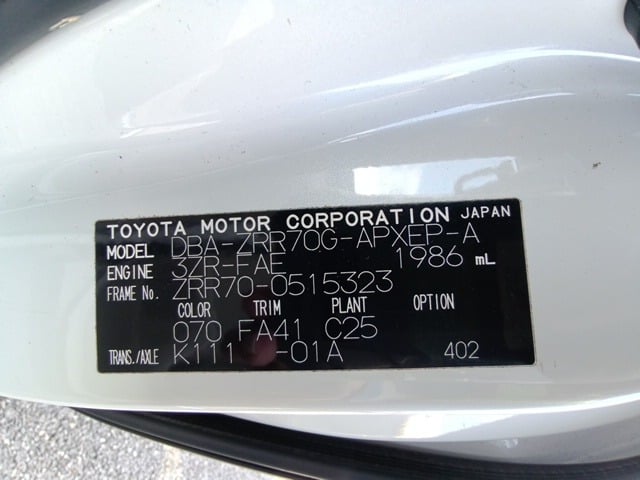 TOYOTA MOTOR CORPORATION JAPAN
MODEL DBA-ZRR70G-APXEP-A
ENGINE 3ZR-FAE 1986 mL
FRAME No. ZRR70-0515323
COLOR TRIM PLANT OPTION
070 FA41 C25
TRANS./AXLE K111 -01A 402